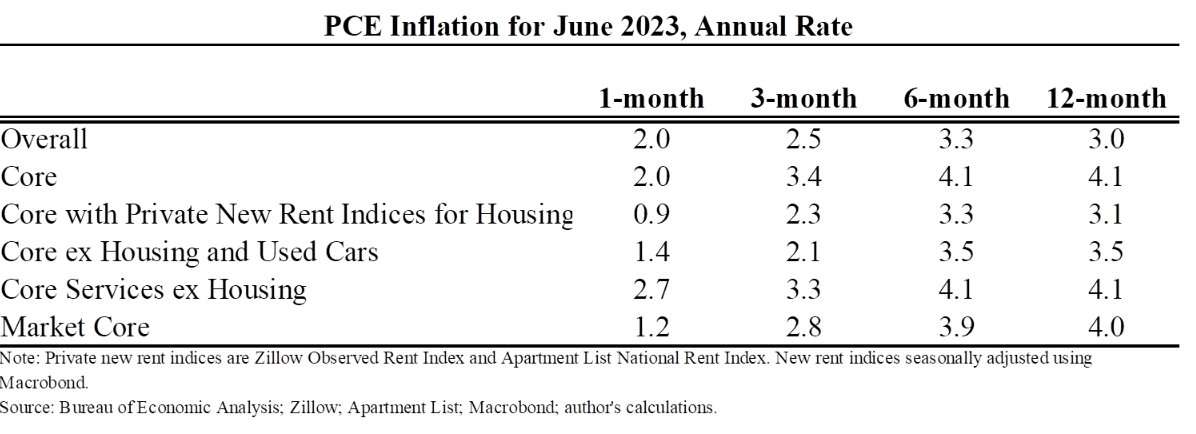 PCE Inflation for June 2023, Annual Rate
1-month 3-month 6-month 12-month
Overall 2.0 2.5 3.3 3.0
Core 2.0 3.4 4.1 4.1
Core with Private New Rent Indices for Housing 0.9 2.3 3.3 3.1
Core ex Housing and Used Cars 1.4 2.1 3.5 3.5
Core Services ex Housing 2.7 3.3 4.1 4.1
Market Core 1.2 2.8 3.9 4.0
Note: Private new rent indices are Zillow Observed Rent Index and Apartment List National Rent Index. New rent indices seasonally adjusted using
Macrobond.
Source: Bureau of Economic Analysis; Zillow; Apartment List; Macrobond; author's calculations.